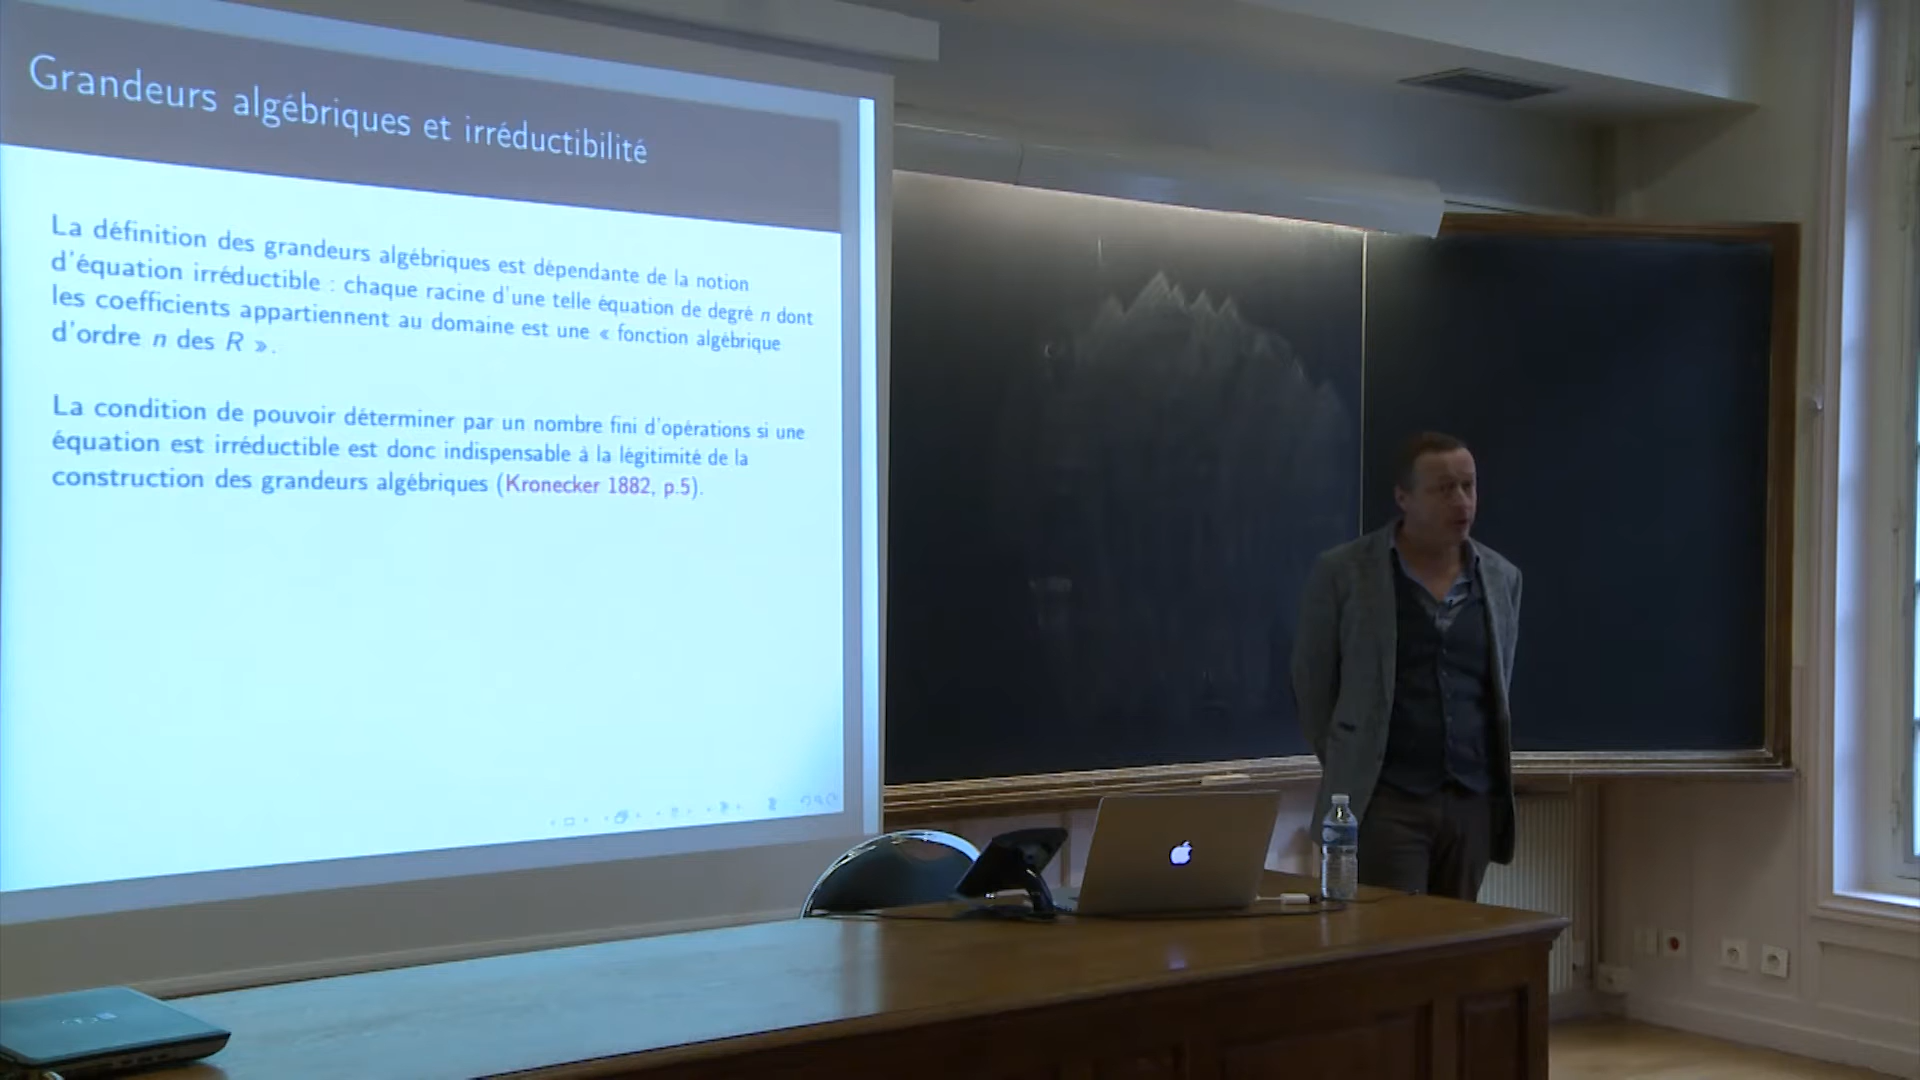 Grandeurs algébriques et irréductibilité
La définition des grandeurs algébriques est dépendante de la notion
d'équation irréductible : chaque racine d'une telle équation de degré n dont
les coefficients appartiennent au domaine est une « fonction algébrique
d'ordre n des R ».
La condition de pouvoir déterminer par un nombre fini d'opérations si une
équation est irréductible est donc indispensable à la légitimité de la
construction des grandeurs algébriques (Kronecker 1882, p.5).